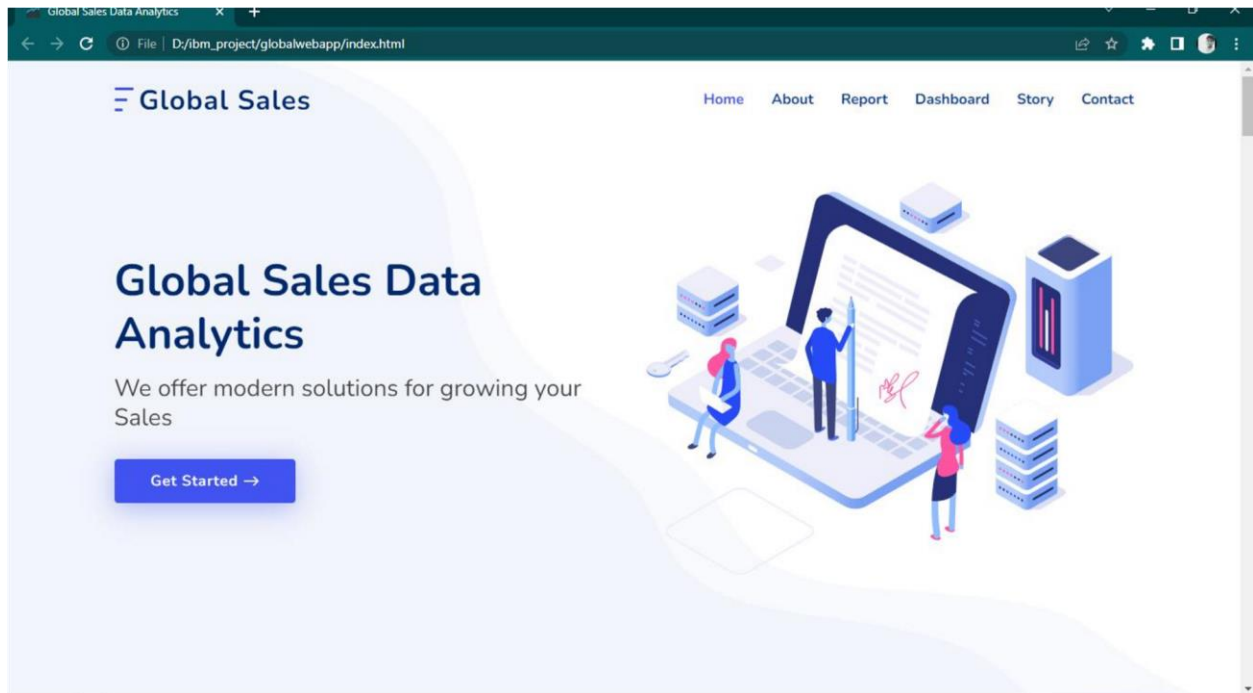 Global Sales Data Analytics
File | D:/ibm_project/globalwebapp/index.html
Global Sales
Home About Report Dashboard Story Contact
Global Sales Data
Analytics
We offer modern solutions for growing your
Sales
Get Started →